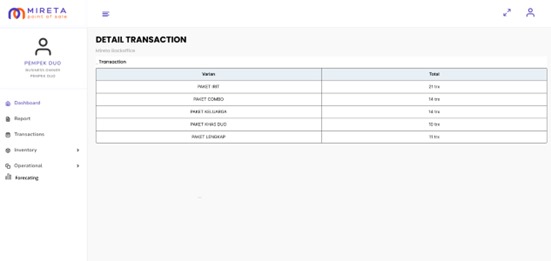 MIRETA
point of sale
PEMPEK DUO
BUSINESS OWNER
PEMPEK DUO
Dashboard
Report
Transactions
Inventory
Operational
Forecating
DETAIL TRANSACTION
Mireta Backoffice
Transaction
Varian Total
PAKET IRIT 21 trx
PAKET COMBO 14 trx
PAKET KELUARGA 14 trx
PAKET KHAS DUO 12 trx
PAKET LENGKAP 11 trx